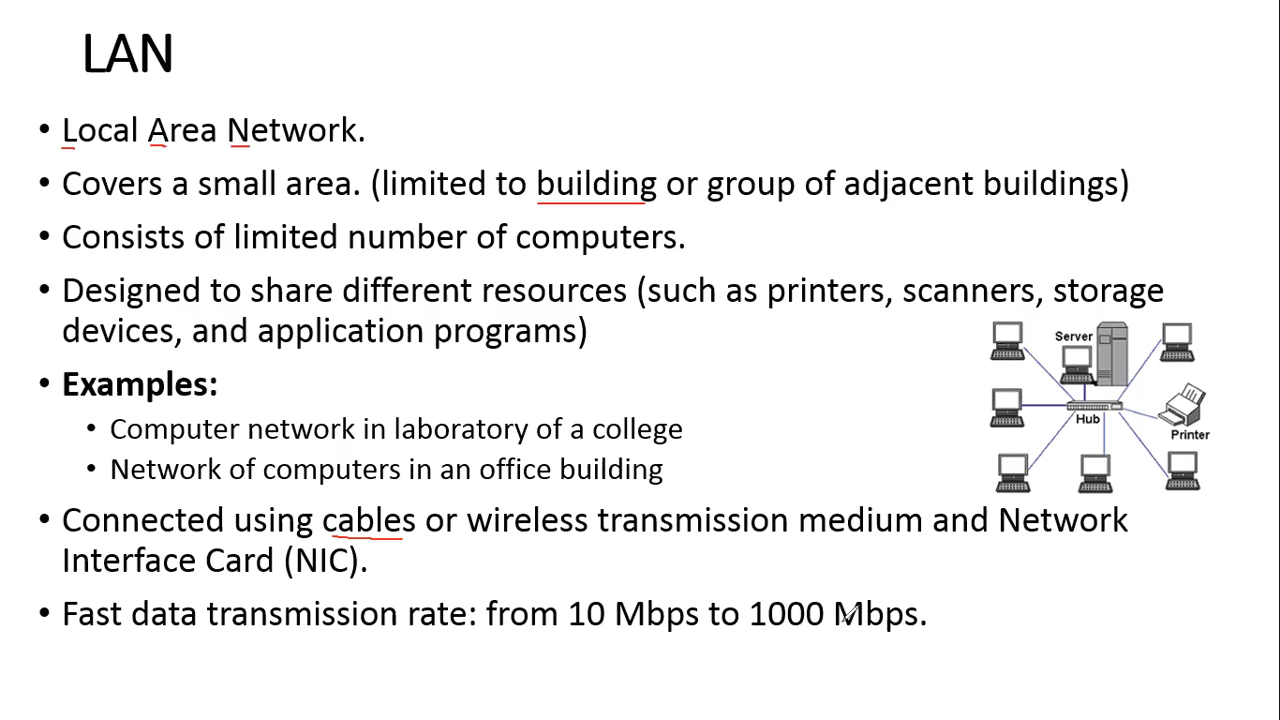 LAN
• Local Area Network.
• Covers a small area. (limited to building or group of adjacent buildings)
• Consists of limited number of computers.
• Designed to share different resources (such as printers, scanners, storage
devices, and application programs)
• Examples:
• Computer network in laboratory of a college
• Network of computers in an office building
• Connected using cables or wireless transmission medium and Network
Interface Card (NIC).
• Fast data transmission rate: from 10 Mbps to 1000 Mbps.
Server
Hub
Printer